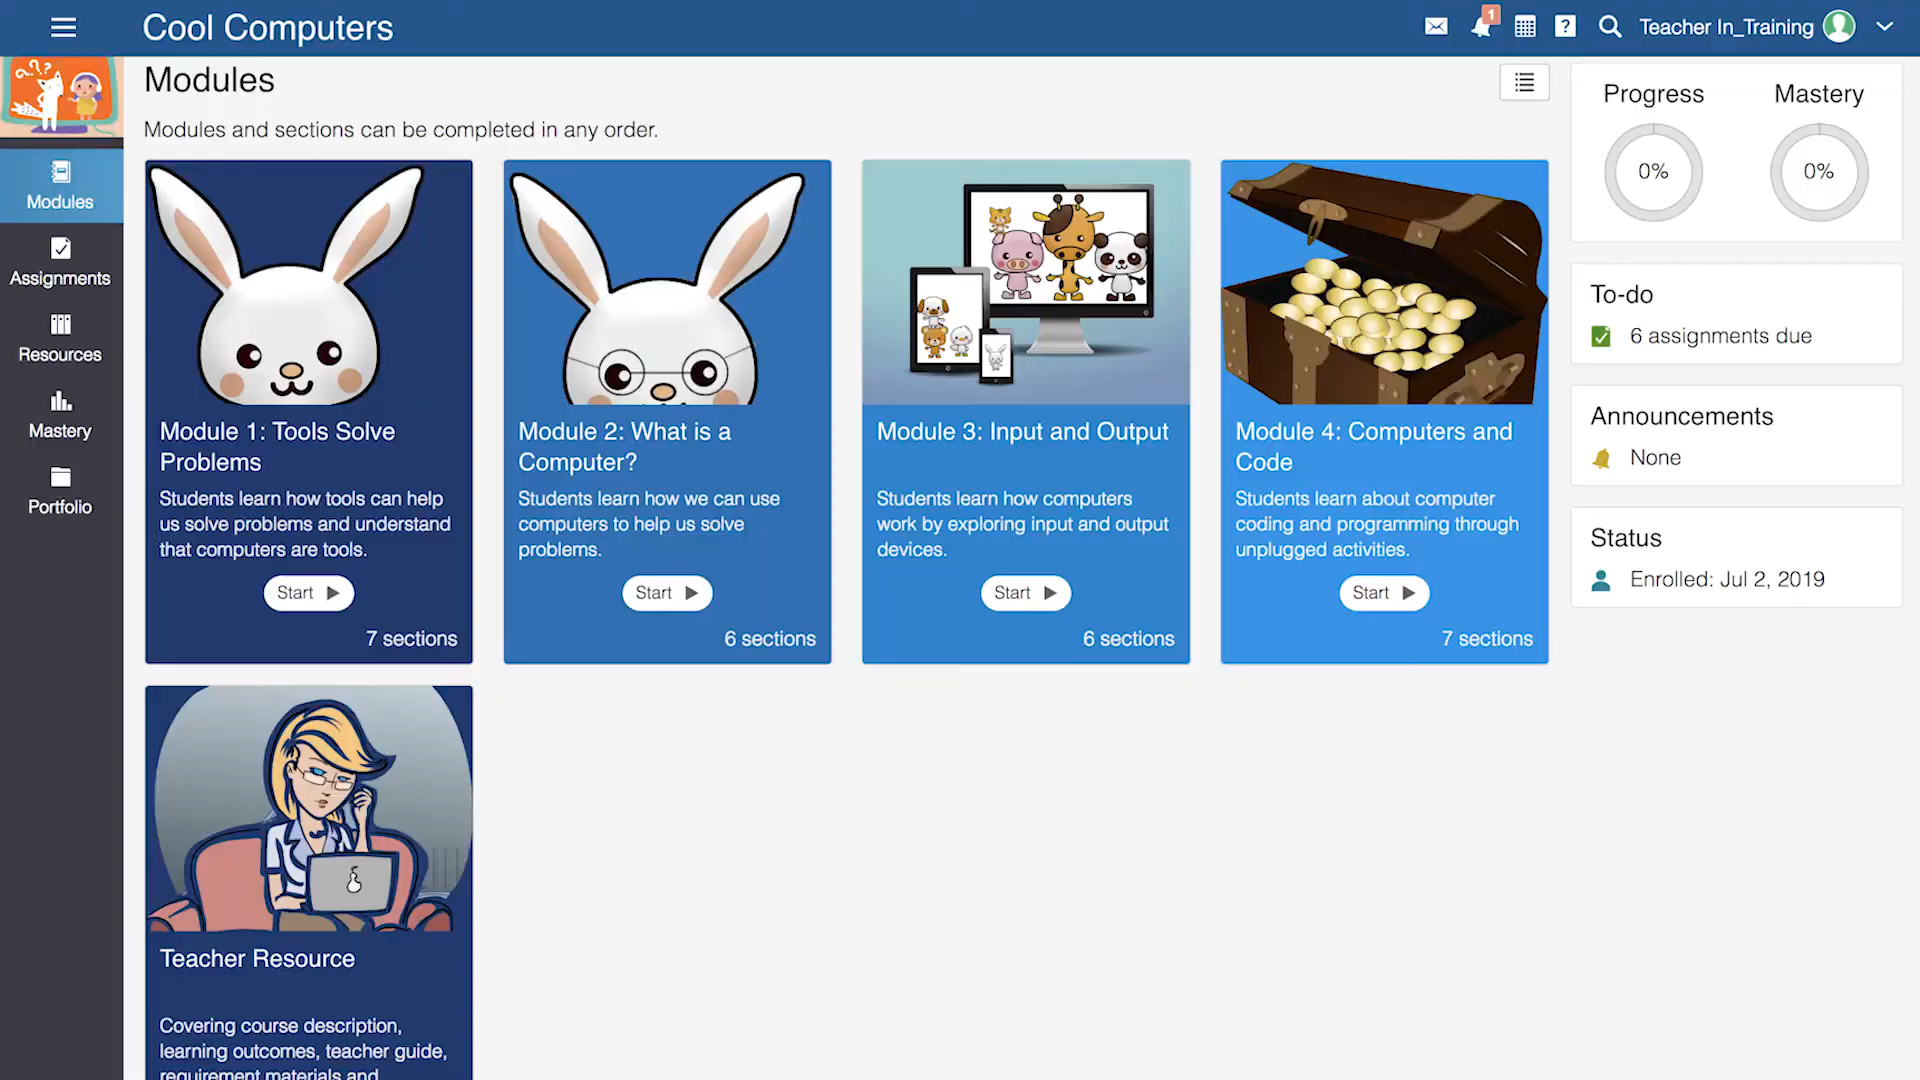 Cool Computers
1
?
Teacher In_Training
Modules
Modules and sections can be completed in any order.
Modules
Assignments
Resources
Mastery
Portfolio
Module 1: Tools Solve
Problems
Students learn how tools can help
us solve problems and understand
that computers are tools.
Start
7 sections
Module 2: What is a
Computer?
Students learn how we can use
computers to help us solve
problems.
Start
6 sections
Module 3: Input and Output
Students learn how computers
work by exploring input and output
devices.
Start
6 sections
Module 4: Computers and
Code
Students learn about computer
coding and programming through
unplugged activities.
Start
7 sections
Teacher Resource
Covering course description,
learning outcomes, teacher guide,
requirement materials and
Progress
0%
Mastery
0%
To-do
6 assignments due
Announcements
None
Status
Enrolled: Jul 2, 2019